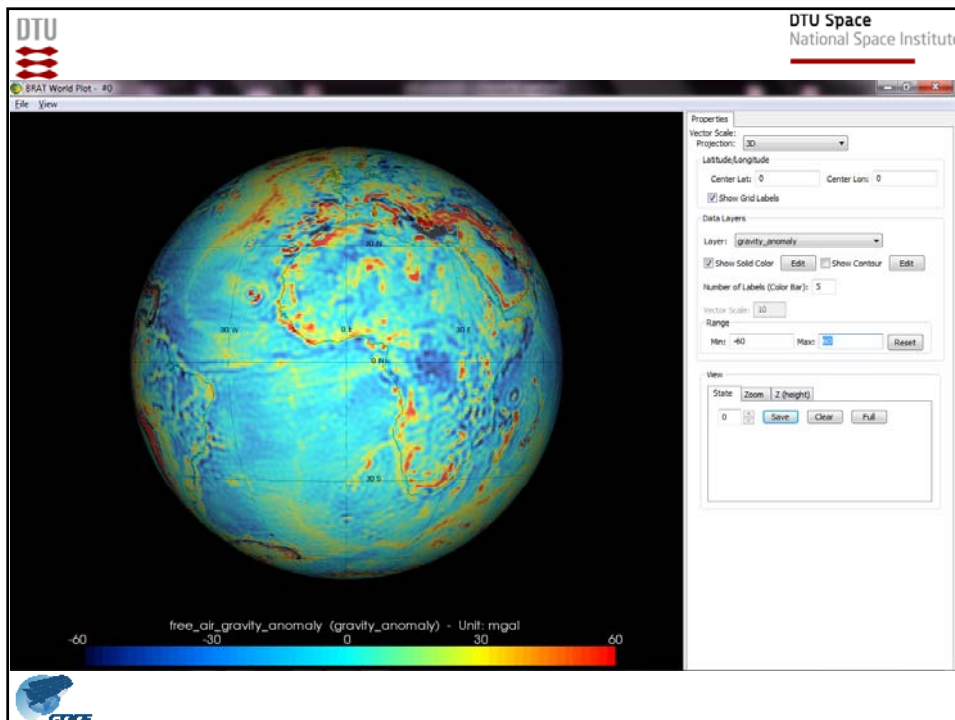 DTU
DTU Space
National Space Institute
BRAT World Plot - #0
File View
Properties
Vector Scale:
Projection: 3D
Latitude/Longitude
Center Lat: 0 Center Lon: 0
Show Grid Labels
Data Layers
Layer: gravity_anomaly
Show Solid Color Edit Show Contour Edit
Number of Labels (Color Bar): 5
Vector Scale: 10
Range
Min: -60 Max: 60 Reset
View
State Zoom Z (height)
0 Save Clear Full
30 N
30 W 0 E 30 E
0 N
30 S
free_air_gravity_anomaly (gravity_anomaly) - Unit: mgal
-60 -30 0 30 60
GOCE